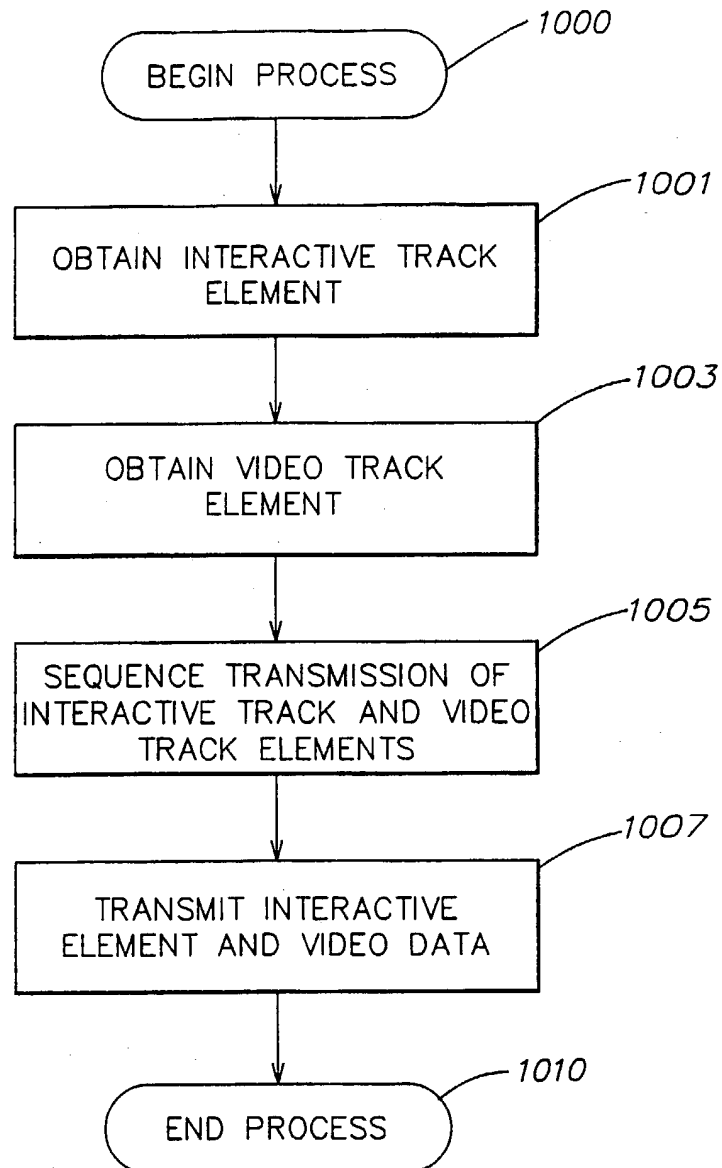 1000
BEGIN PROCESS
1001
OBTAIN INTERACTIVE TRACK
ELEMENT
1003
OBTAIN VIDEO TRACK
ELEMENT
1005
SEQUENCE TRANSMISSION OF
INTERACTIVE TRACK AND VIDEO
TRACK ELEMENTS
1007
TRANSMIT INTERACTIVE
ELEMENT AND VIDEO DATA
1010
END PROCESS